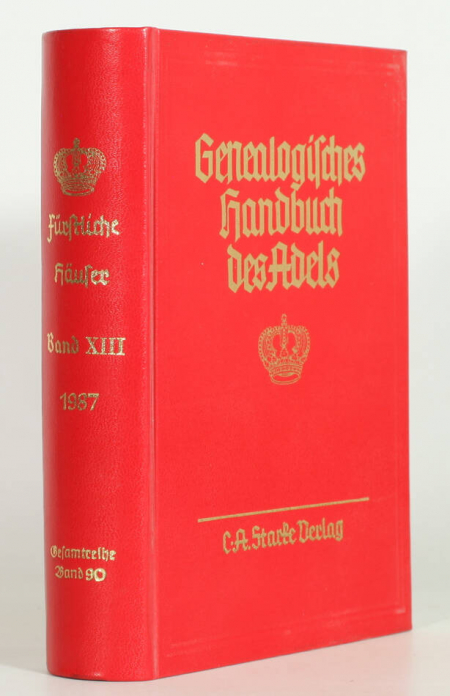 Fürstliche
Häuser
Band XIII
1987
Gesamtreihe
Band 90
Genealogisches
Handbuch
des Adels
C.A. Starke Verlag